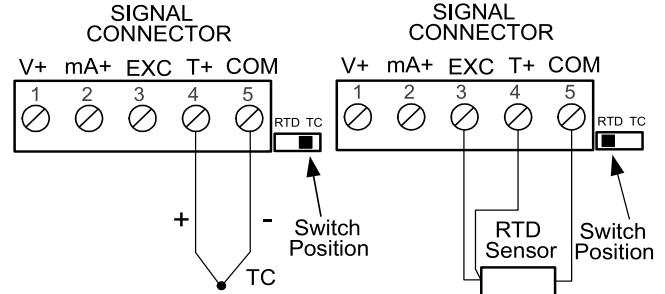 SIGNAL
CONNECTOR
V+ mA+ EXC T+ COM
1 2 3 4 5
RTD TC
+ -
Switch
Position
TC
SIGNAL
CONNECTOR
V+ mA+ EXC T+ COM
1 2 3 4 5
RTD TC
RTD
Sensor
Switch
Position